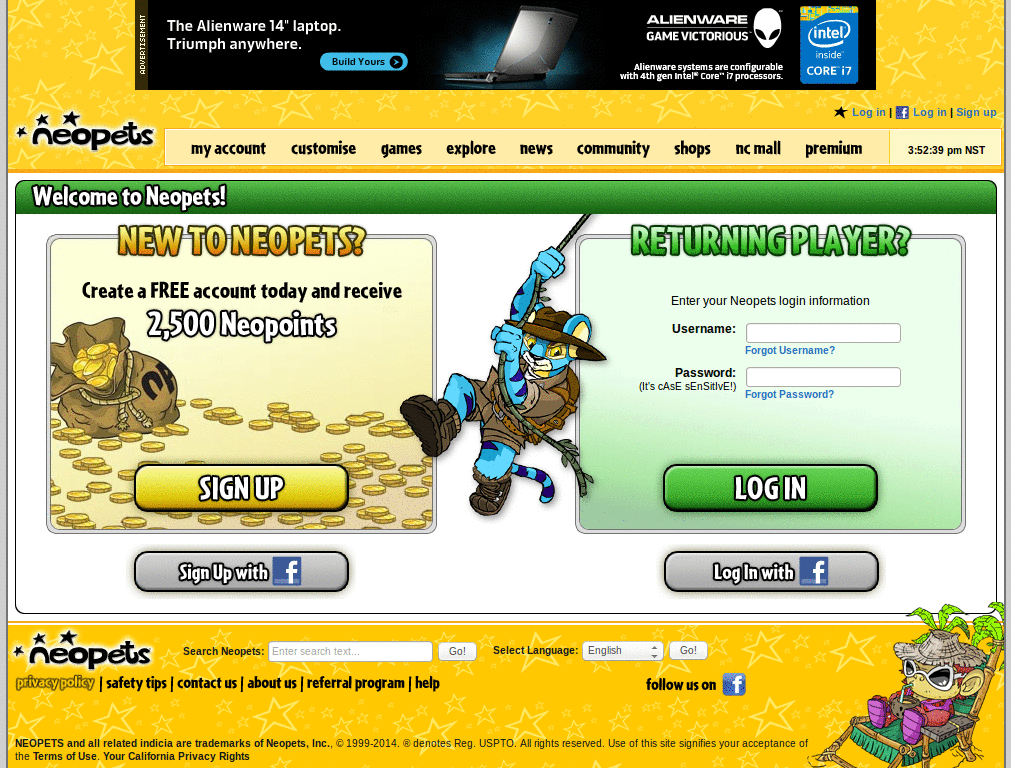 ADVERTISEMENT
The Alienware 14" laptop.
Triumph anywhere.
Build Yours
ALIENWARE
GAME VICTORIOUS™
Alienware systems are configurable
with 4th gen Intel® Core™ i7 processors.
intel
inside™
CORE™ i7
Log in | Log in | Sign up
neopets
my account customise games explore news community shops nc mall premium 3:52:39 pm NST
Welcome to Neopets!
NEW TO NEOPETS?
Create a FREE account today and receive
2,500 Neopoints
SIGN UP
Sign Up with f
RETURNING PLAYER?
Enter your Neopets login information
Username:
Forgot Username?
Password:
(It's cAsE sEnSitIvE!)
Forgot Password?
LOG IN
Log In with f
neopets
Search Neopets: Enter search text... Go! Select Language: English Go!
privacy policy | safety tips | contact us | about us | referral program | help
follow us on f
NEOPETS and all related indicia are trademarks of Neopets, Inc., © 1999-2014. ® denotes Reg. USPTO. All rights reserved. Use of this site signifies your acceptance of
the Terms of Use. Your California Privacy Rights